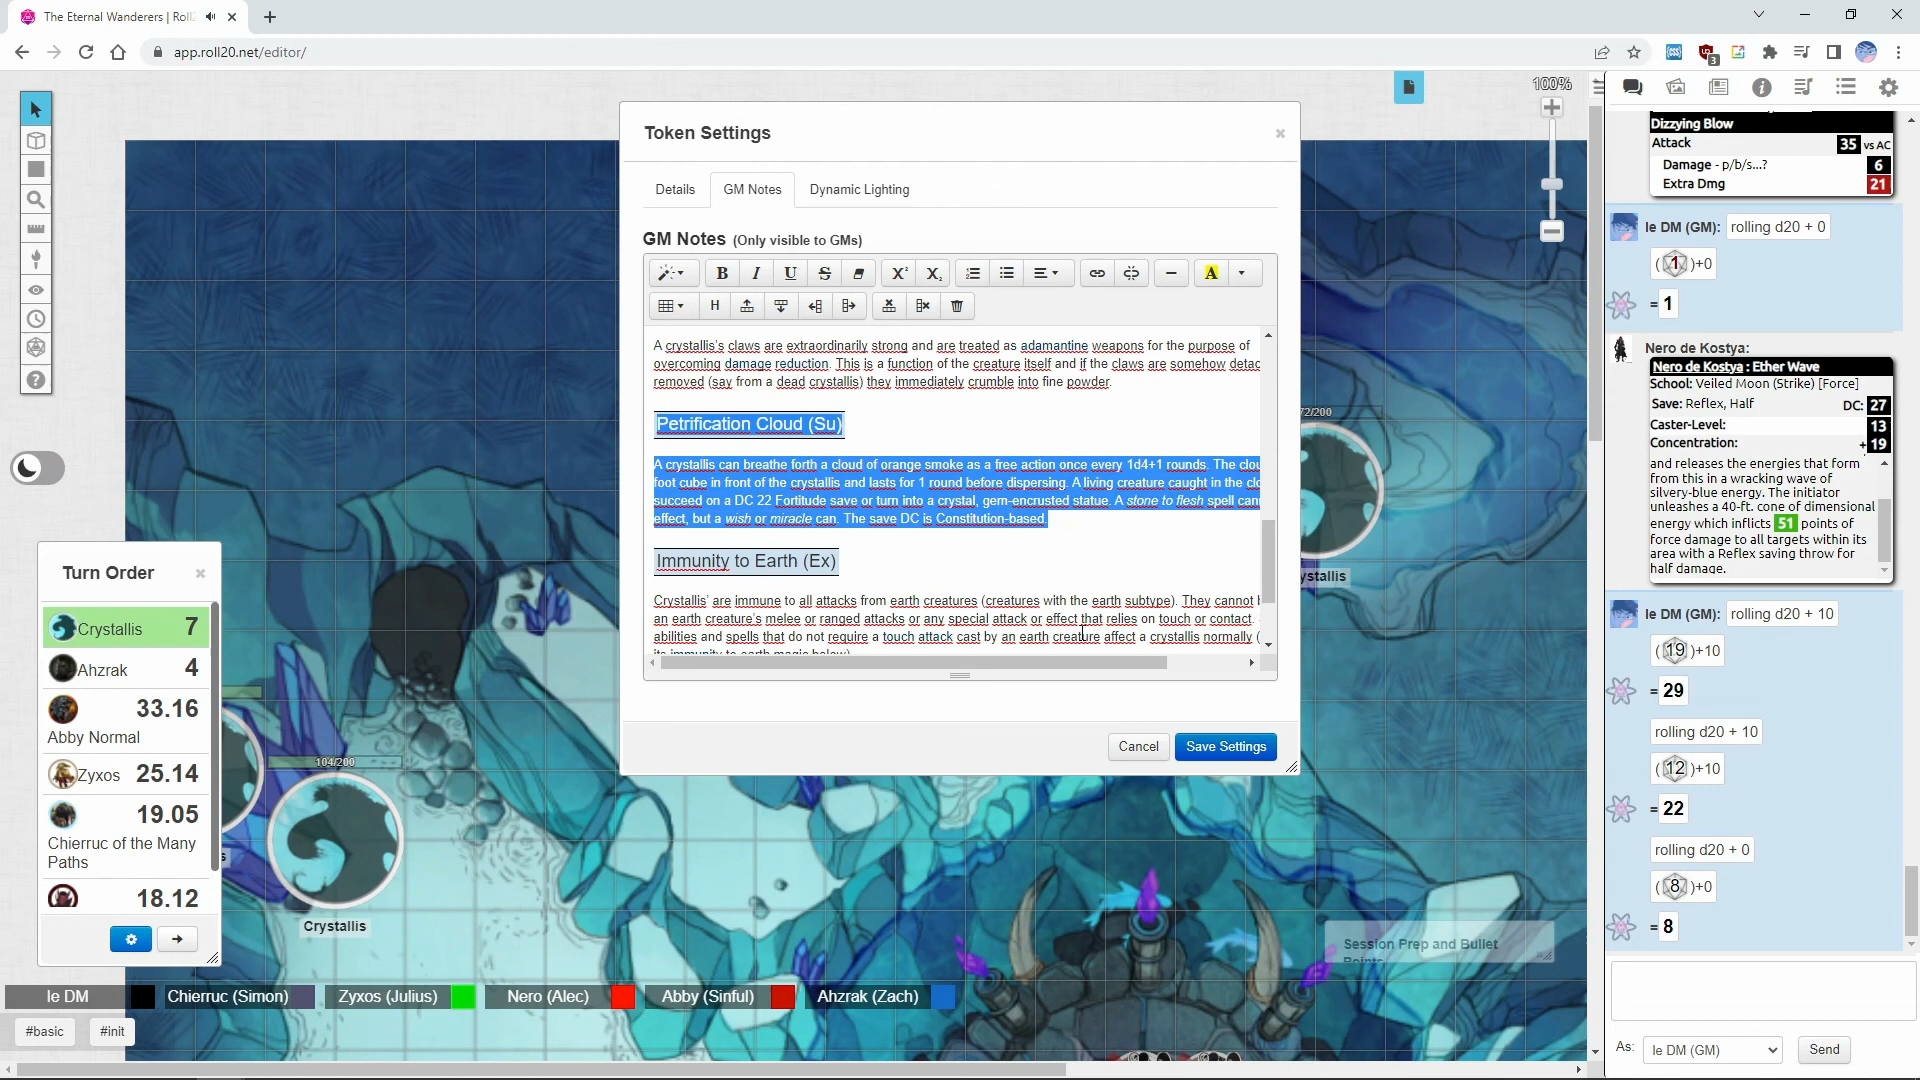 The Eternal Wanderers | Roll
app.roll20.net/editor/
3
100%
Token Settings
Details
GM Notes
Dynamic Lighting
GM Notes (Only visible to GMs)
B I U S
X² X₂
A
H
A crystallis's claws are extraordinarily strong and are treated as adamantine weapons for the purpose of
overcoming damage reduction. This is a function of the creature itself and if the claws are somehow detac
removed (say from a dead crystallis) they immediately crumble into fine powder.
Petrification Cloud (Su)
A crystallis can breathe forth a cloud of orange smoke as a free action once every 1d4+1 rounds. The clou
foot cube in front of the crystallis and lasts for 1 round before dispersing. A living creature caught in the clo
succeed on a DC 22 Fortitude save or turn into a crystal, gem-encrusted statue. A stone to flesh spell cann
effect, but a wish or miracle can. The save DC is Constitution-based.
Immunity to Earth (Ex)
Crystallis' are immune to all attacks from earth creatures (creatures with the earth subtype). They cannot b
an earth creature's melee or ranged attacks or any special attack or effect that relies on touch or contact.
abilities and spells that do not require a touch attack cast by an earth creature affect a crystallis normally (
its immunity to earth magic below)
Cancel
Save Settings
Turn Order
Crystallis 7
Ahzrak 4
33.16
Abby Normal
Zyxos 25.14
19.05
Chierruc of the Many
Paths
18.12
104/200
Crystallis
72/200
ystallis
Session Prep and Bullet
Points
le DM
Chierruc (Simon)
Zyxos (Julius)
Nero (Alec)
Abby (Sinful)
Ahzrak (Zach)
#basic
#init
Dizzying Blow
Attack 35 vs AC
Damage - p/b/s...? 6
Extra Dmg 21
le DM (GM): rolling d20 + 0
(1)+0
=1
Nero de Kostya:
Nero de Kostya : Ether Wave
School: Veiled Moon (Strike) [Force]
Save: Reflex, Half DC: 27
Caster-Level: 13
Concentration: +19
and releases the energies that form
from this in a wracking wave of
silvery-blue energy. The initiator
unleashes a 40-ft. cone of dimensional
energy which inflicts 51 points of
force damage to all targets within its
area with a Reflex saving throw for
half damage.
le DM (GM): rolling d20 + 10
(19)+10
=29
rolling d20 + 10
(12)+10
=22
rolling d20 + 0
(8)+0
=8
As: le DM (GM)
Send